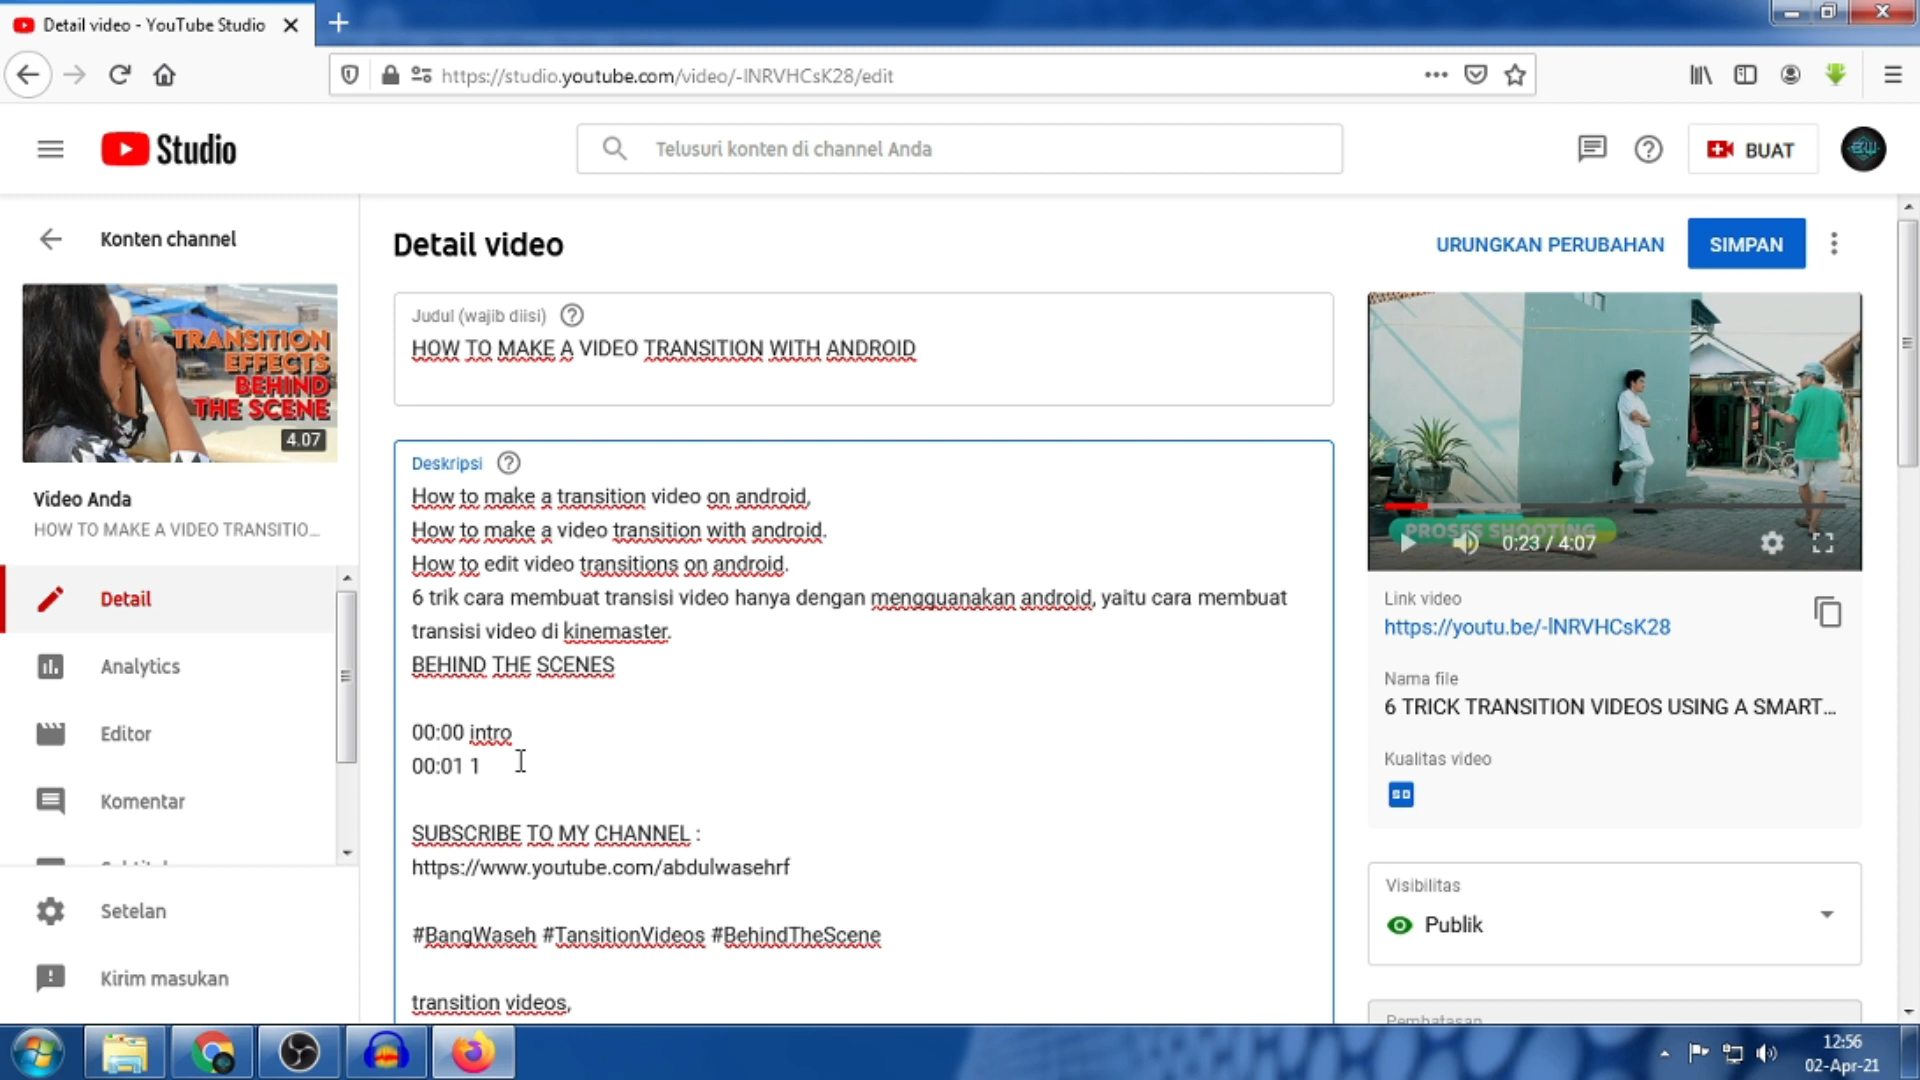 Detail video - YouTube Studio
https://studio.youtube.com/video/-lNRVHCsK28/edit
Studio
Telusuri konten di channel Anda
BUAT
Konten channel
TRANSITION
EFFECTS
BEHIND
THE SCENE
4.07
Video Anda
HOW TO MAKE A VIDEO TRANSITIO...
Detail
Analytics
Editor
Komentar
Setelan
Kirim masukan
Detail video
URUNGKAN PERUBAHAN
SIMPAN
Judul (wajib diisi)
HOW TO MAKE A VIDEO TRANSITION WITH ANDROID
Deskripsi
How to make a transition video on android,
How to make a video transition with android.
How to edit video transitions on android.
6 trik cara membuat transisi video hanya dengan mengguanakan android, yaitu cara membuat
transisi video di kinemaster.
BEHIND THE SCENES
00:00 intro
00:01 1
SUBSCRIBE TO MY CHANNEL :
https://www.youtube.com/abdulwasehrf
#BangWaseh #TansitionVideos #BehindTheScene
transition videos,
PROSES SHOOTING
0:23 / 4:07
Link video
https://youtu.be/-lNRVHCsK28
Nama file
6 TRICK TRANSITION VIDEOS USING A SMART...
Kualitas video
SD
Visibilitas
Publik
Pembatasan
12:56
02-Apr-21